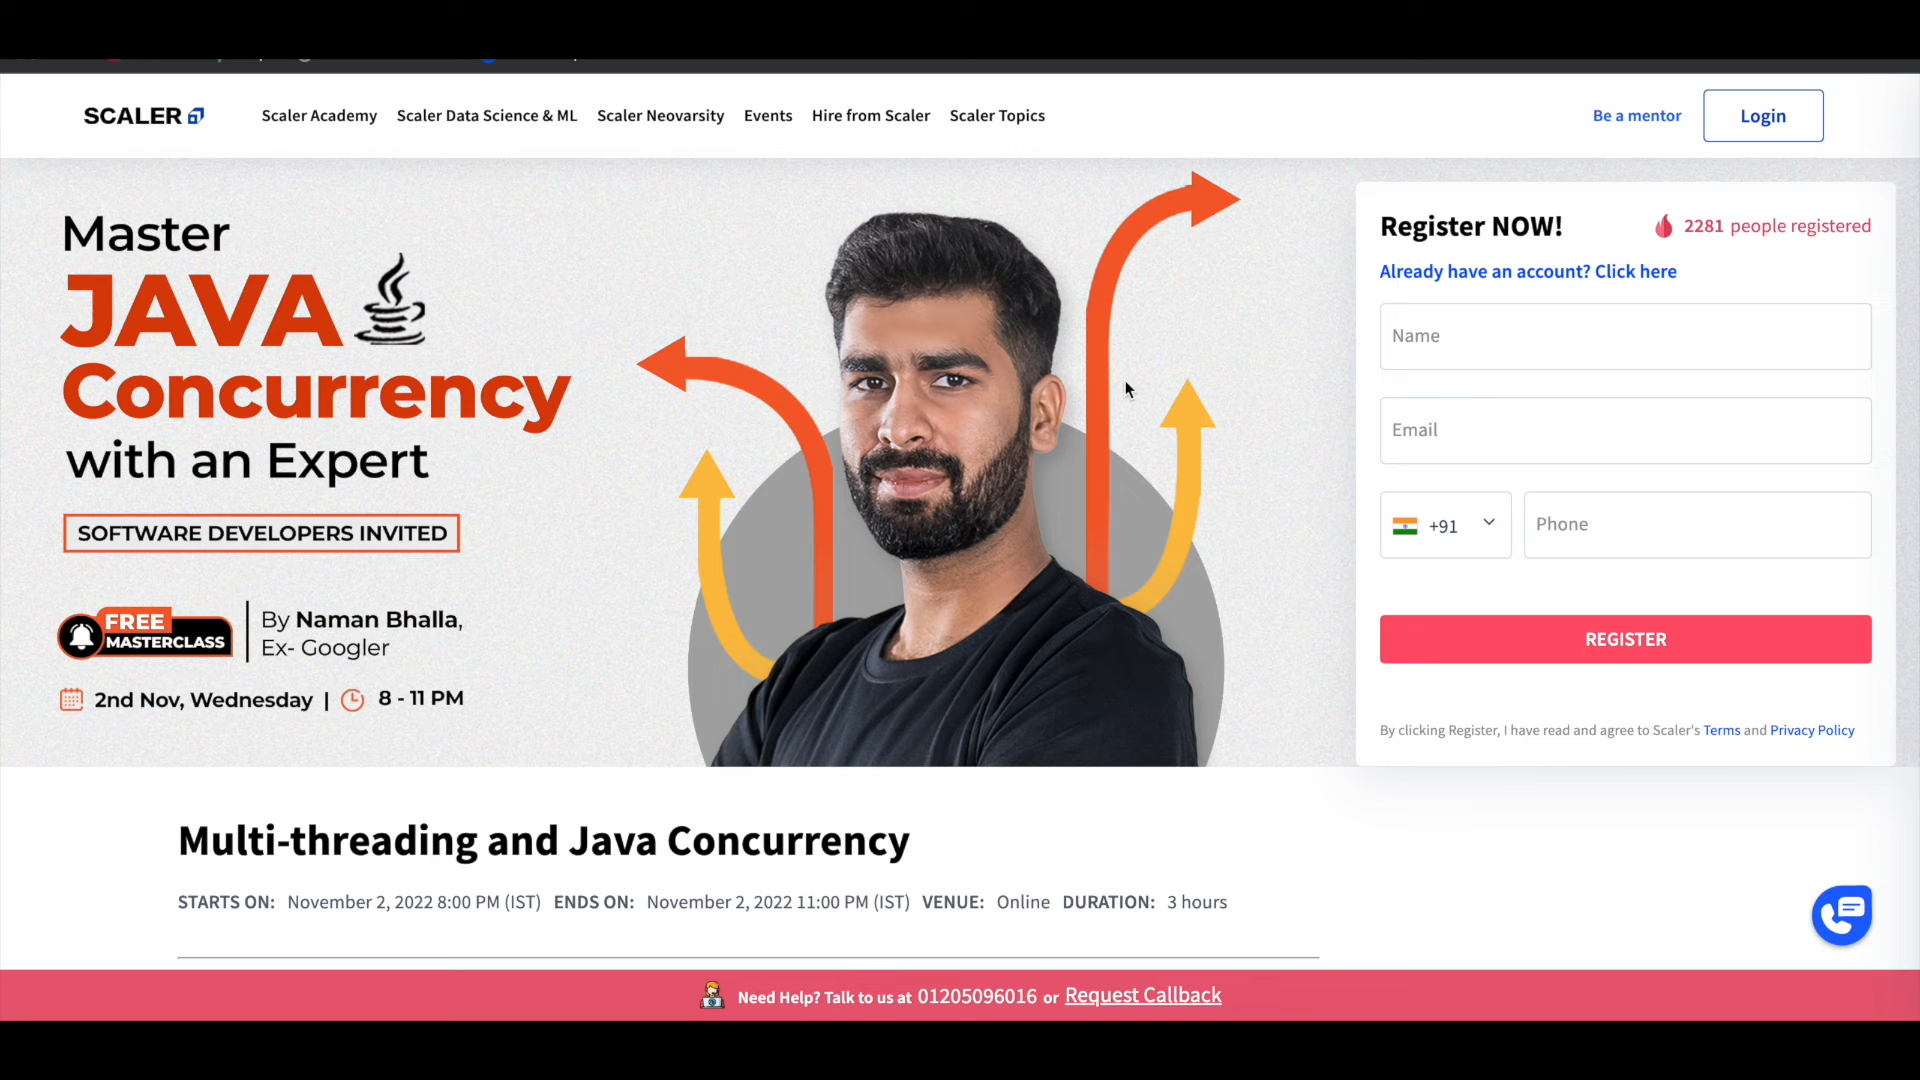 SCALER
Scaler Academy Scaler Data Science & ML Scaler Neovarsity Events Hire from Scaler Scaler Topics
Be a mentor Login
Master
JAVA
Concurrency
with an Expert
SOFTWARE DEVELOPERS INVITED
FREE
MASTERCLASS
By Naman Bhalla,
Ex- Googler
2nd Nov, Wednesday | 8 - 11 PM
Register NOW! 2281 people registered
Already have an account? Click here
Name
Email
+91 Phone
REGISTER
By clicking Register, I have read and agree to Scaler's Terms and Privacy Policy
Multi-threading and Java Concurrency
STARTS ON: November 2, 2022 8:00 PM (IST) ENDS ON: November 2, 2022 11:00 PM (IST) VENUE: Online DURATION: 3 hours
Need Help? Talk to us at 01205096016 or Request Callback